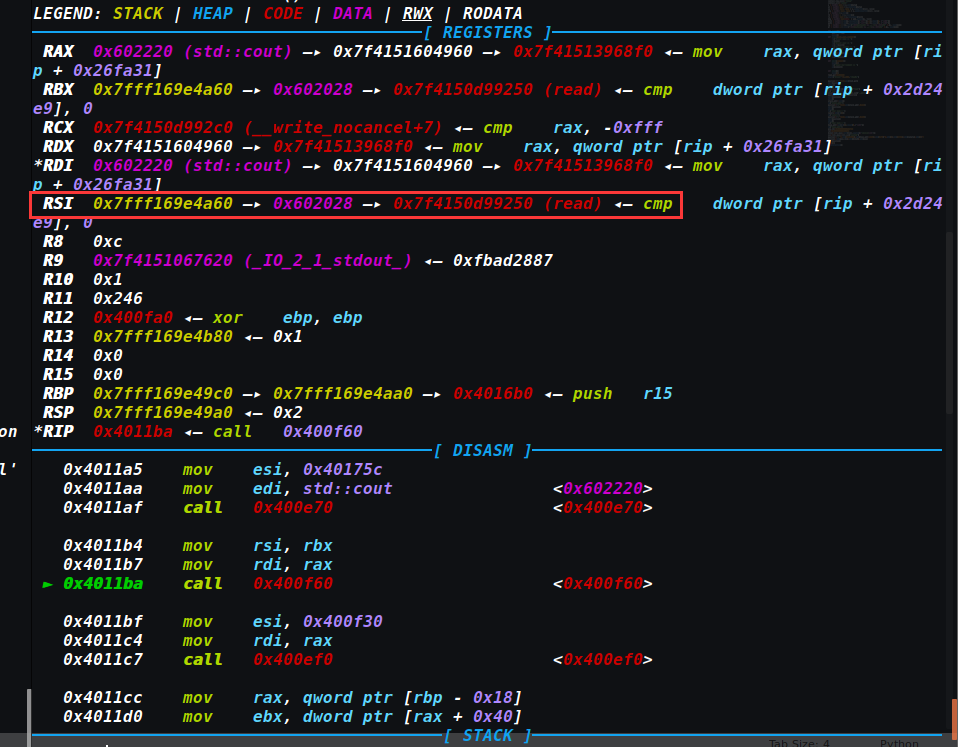 LEGEND: STACK | HEAP | CODE | DATA | RWX | RODATA
[ REGISTERS ]
RAX 0x602220 (std::cout) —▸ 0x7f4151604960 —▸ 0x7f41513968f0 ◂— mov rax, qword ptr [ri
p + 0x26fa31]
RBX 0x7fff169e4a60 —▸ 0x602028 —▸ 0x7f4150d99250 (read) ◂— cmp dword ptr [rip + 0x2d24
e9], 0
RCX 0x7f4150d992c0 (__write_nocancel+7) ◂— cmp rax, -0xfff
RDX 0x7f4151604960 —▸ 0x7f41513968f0 ◂— mov rax, qword ptr [rip + 0x26fa31]
*RDI 0x602220 (std::cout) —▸ 0x7f4151604960 —▸ 0x7f41513968f0 ◂— mov rax, qword ptr [ri
p + 0x26fa31]
RSI 0x7fff169e4a60 —▸ 0x602028 —▸ 0x7f4150d99250 (read) ◂— cmp dword ptr [rip + 0x2d24
e9], 0
R8 0xc
R9 0x7f4151067620 (_IO_2_1_stdout_) ◂— 0xfbad2887
R10 0x1
R11 0x246
R12 0x400fa0 ◂— xor ebp, ebp
R13 0x7fff169e4b80 ◂— 0x1
R14 0x0
R15 0x0
RBP 0x7fff169e49c0 —▸ 0x7fff169e4aa0 —▸ 0x4016b0 ◂— push r15
RSP 0x7fff169e49a0 ◂— 0x2
on *RIP 0x4011ba ◂— call 0x400f60
[ DISASM ]
l' 0x4011a5 mov esi, 0x40175c
0x4011aa mov edi, std::cout <0x602220>
0x4011af call 0x400e70 <0x400e70>
0x4011b4 mov rsi, rbx
0x4011b7 mov rdi, rax
► 0x4011ba call 0x400f60 <0x400f60>
0x4011bf mov esi, 0x400f30
0x4011c4 mov rdi, rax
0x4011c7 call 0x400ef0 <0x400ef0>
0x4011cc mov rax, qword ptr [rbp - 0x18]
0x4011d0 mov ebx, dword ptr [rax + 0x40]
[ STACK ]
Tab Size: 4 Python